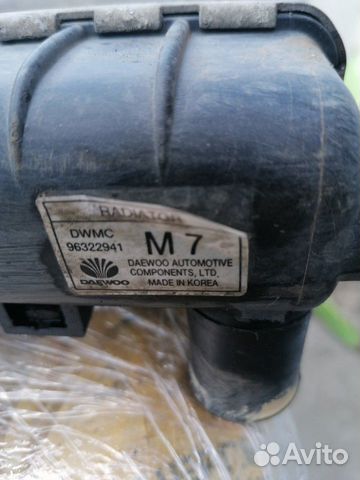 RADIATOR
DWMC
96322941
M 7
DAEWOO AUTOMOTIVE
COMPONENTS, LTD.
DAEWOO
MADE IN KOREA
Avito